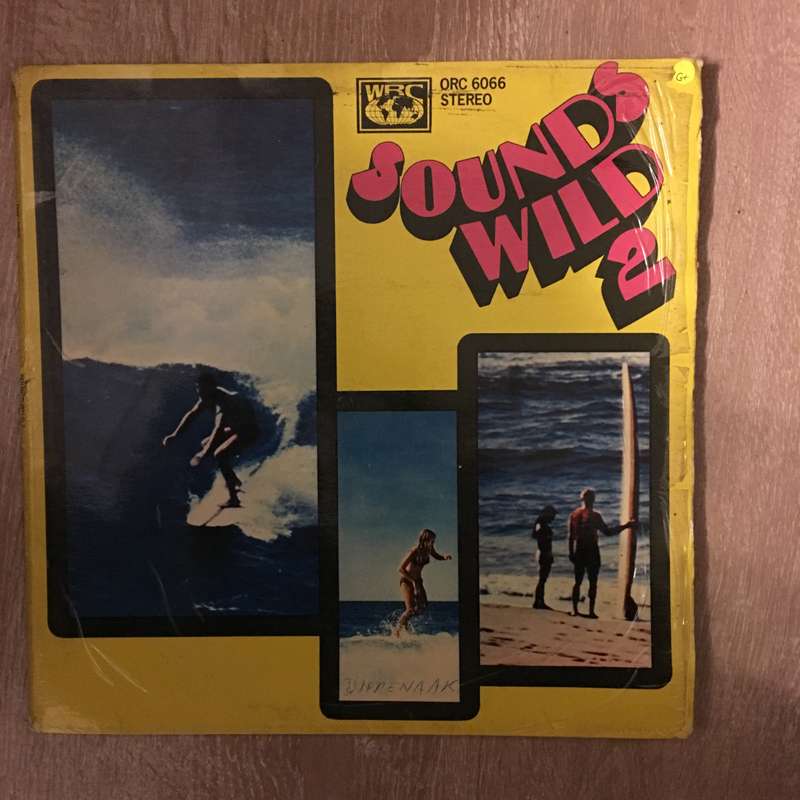 WRC
ORC 6066
STEREO
G+
SOUNDS
WILD
2